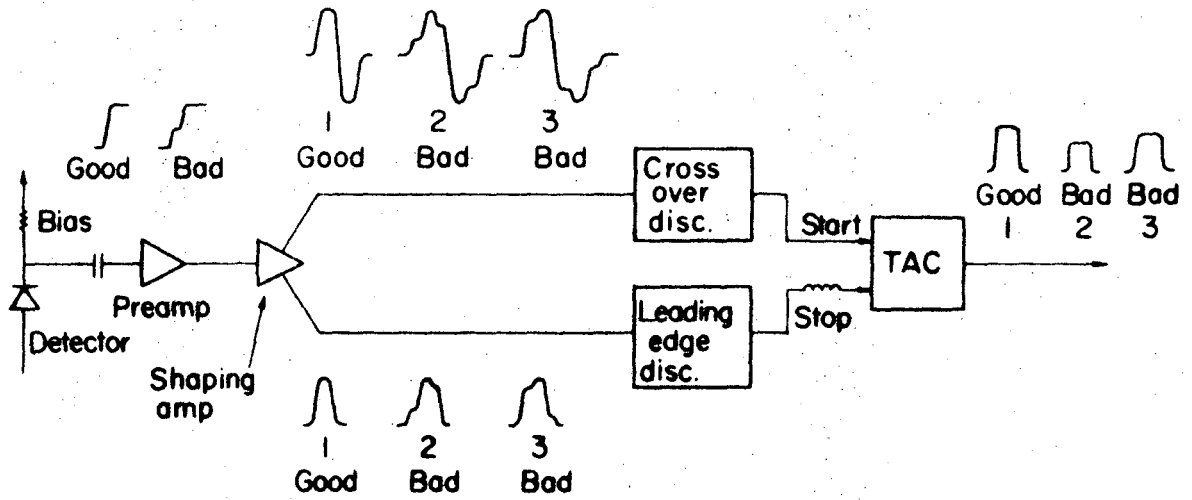 1 2 3
Good Bad Bad
Good Bad
Bias
Preamp
Detector
Shaping
amp
Cross
over
disc.
Start
TAC
Leading
edge
disc.
Stop
Good Bad Bad
1 2 3
1 2 3
Good Bad Bad